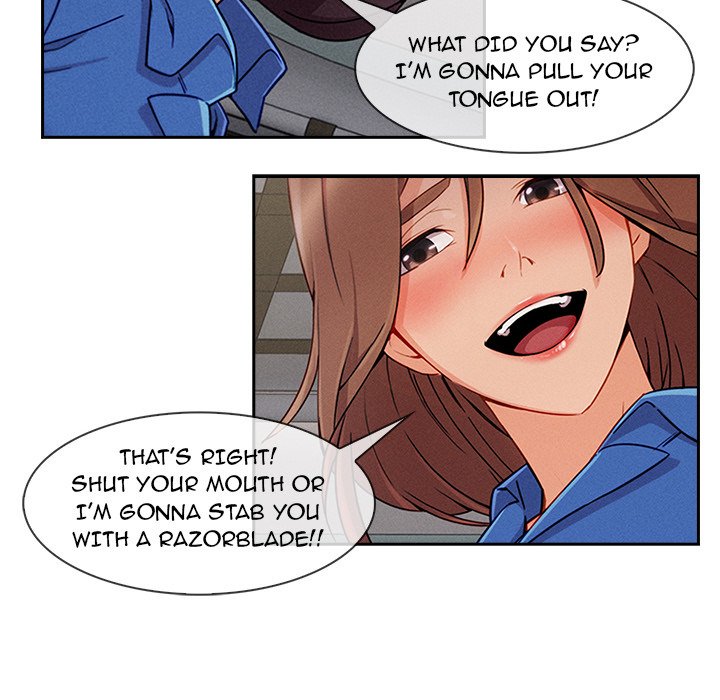 WHAT DID YOU SAY?
I'M GONNA PULL YOUR
TONGUE OUT!
THAT'S RIGHT!
SHUT YOUR MOUTH OR
I'M GONNA STAB YOU
WITH A RAZORBLADE!!